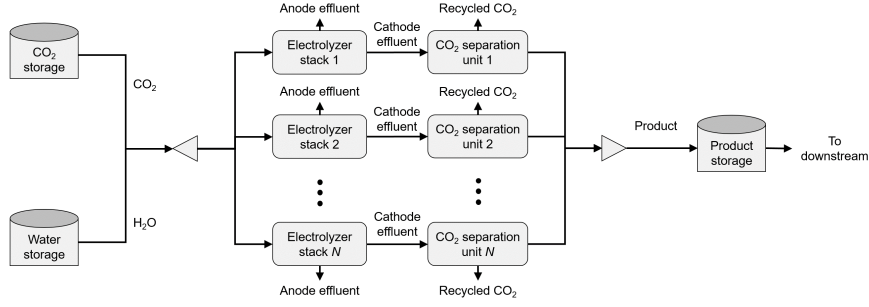 Anode effluent
Recycled CO₂
CO₂
storage
Electrolyzer
stack 1
Cathode
effluent
CO₂ separation
unit 1
CO₂
Anode effluent
Recycled CO₂
Electrolyzer
stack 2
Cathode
effluent
CO₂ separation
unit 2
Product
Product
storage
To
downstream
Water
storage
H₂O
Electrolyzer
stack N
Cathode
effluent
CO₂ separation
unit N
Anode effluent
Recycled CO₂